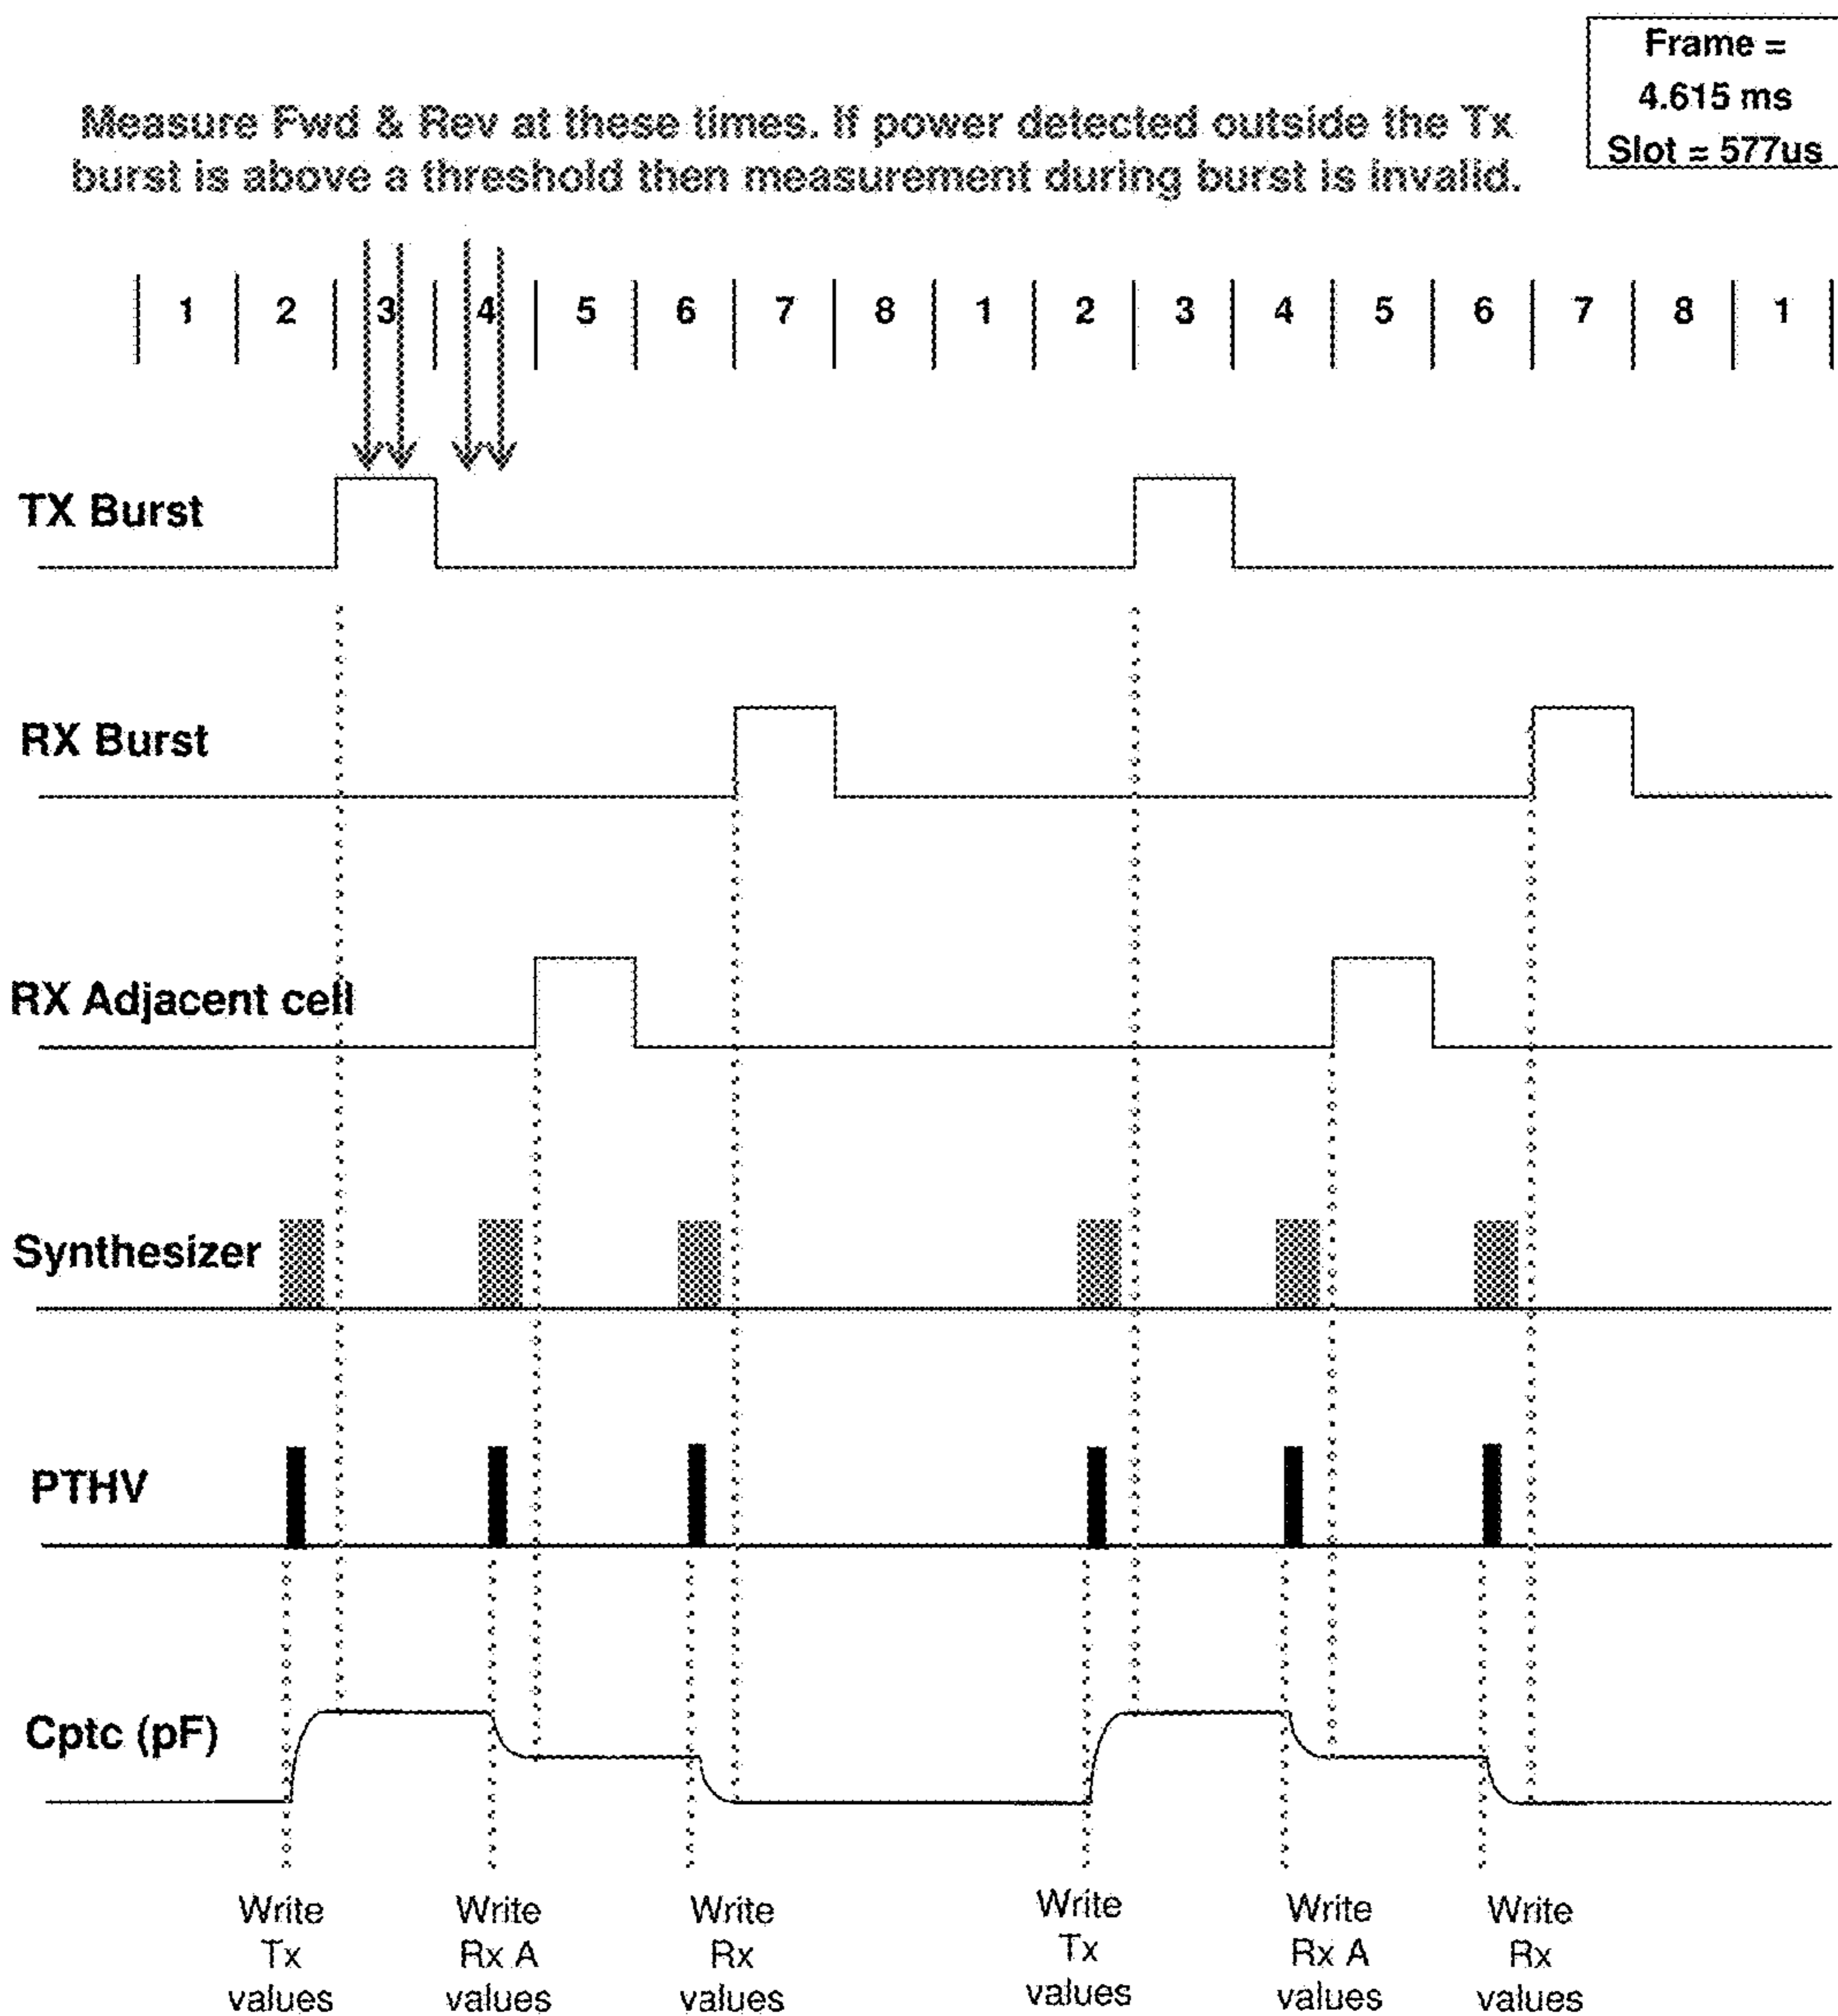 Frame =
4.615 ms
Slot = 577us
Measure Fwd & Rev at these times. If power detected outside the Tx
burst is above a threshold then measurement during burst is invalid.
1 2 3 4 5 6 7 8 1 2 3 4 5 6 7 8 1
TX Burst
RX Burst
RX Adjacent cell
Synthesizer
PTHV
Cptc (pF)
Write Write Write Write Write Write
Tx Rx A Rx Tx Rx A Rx
values values values values values values